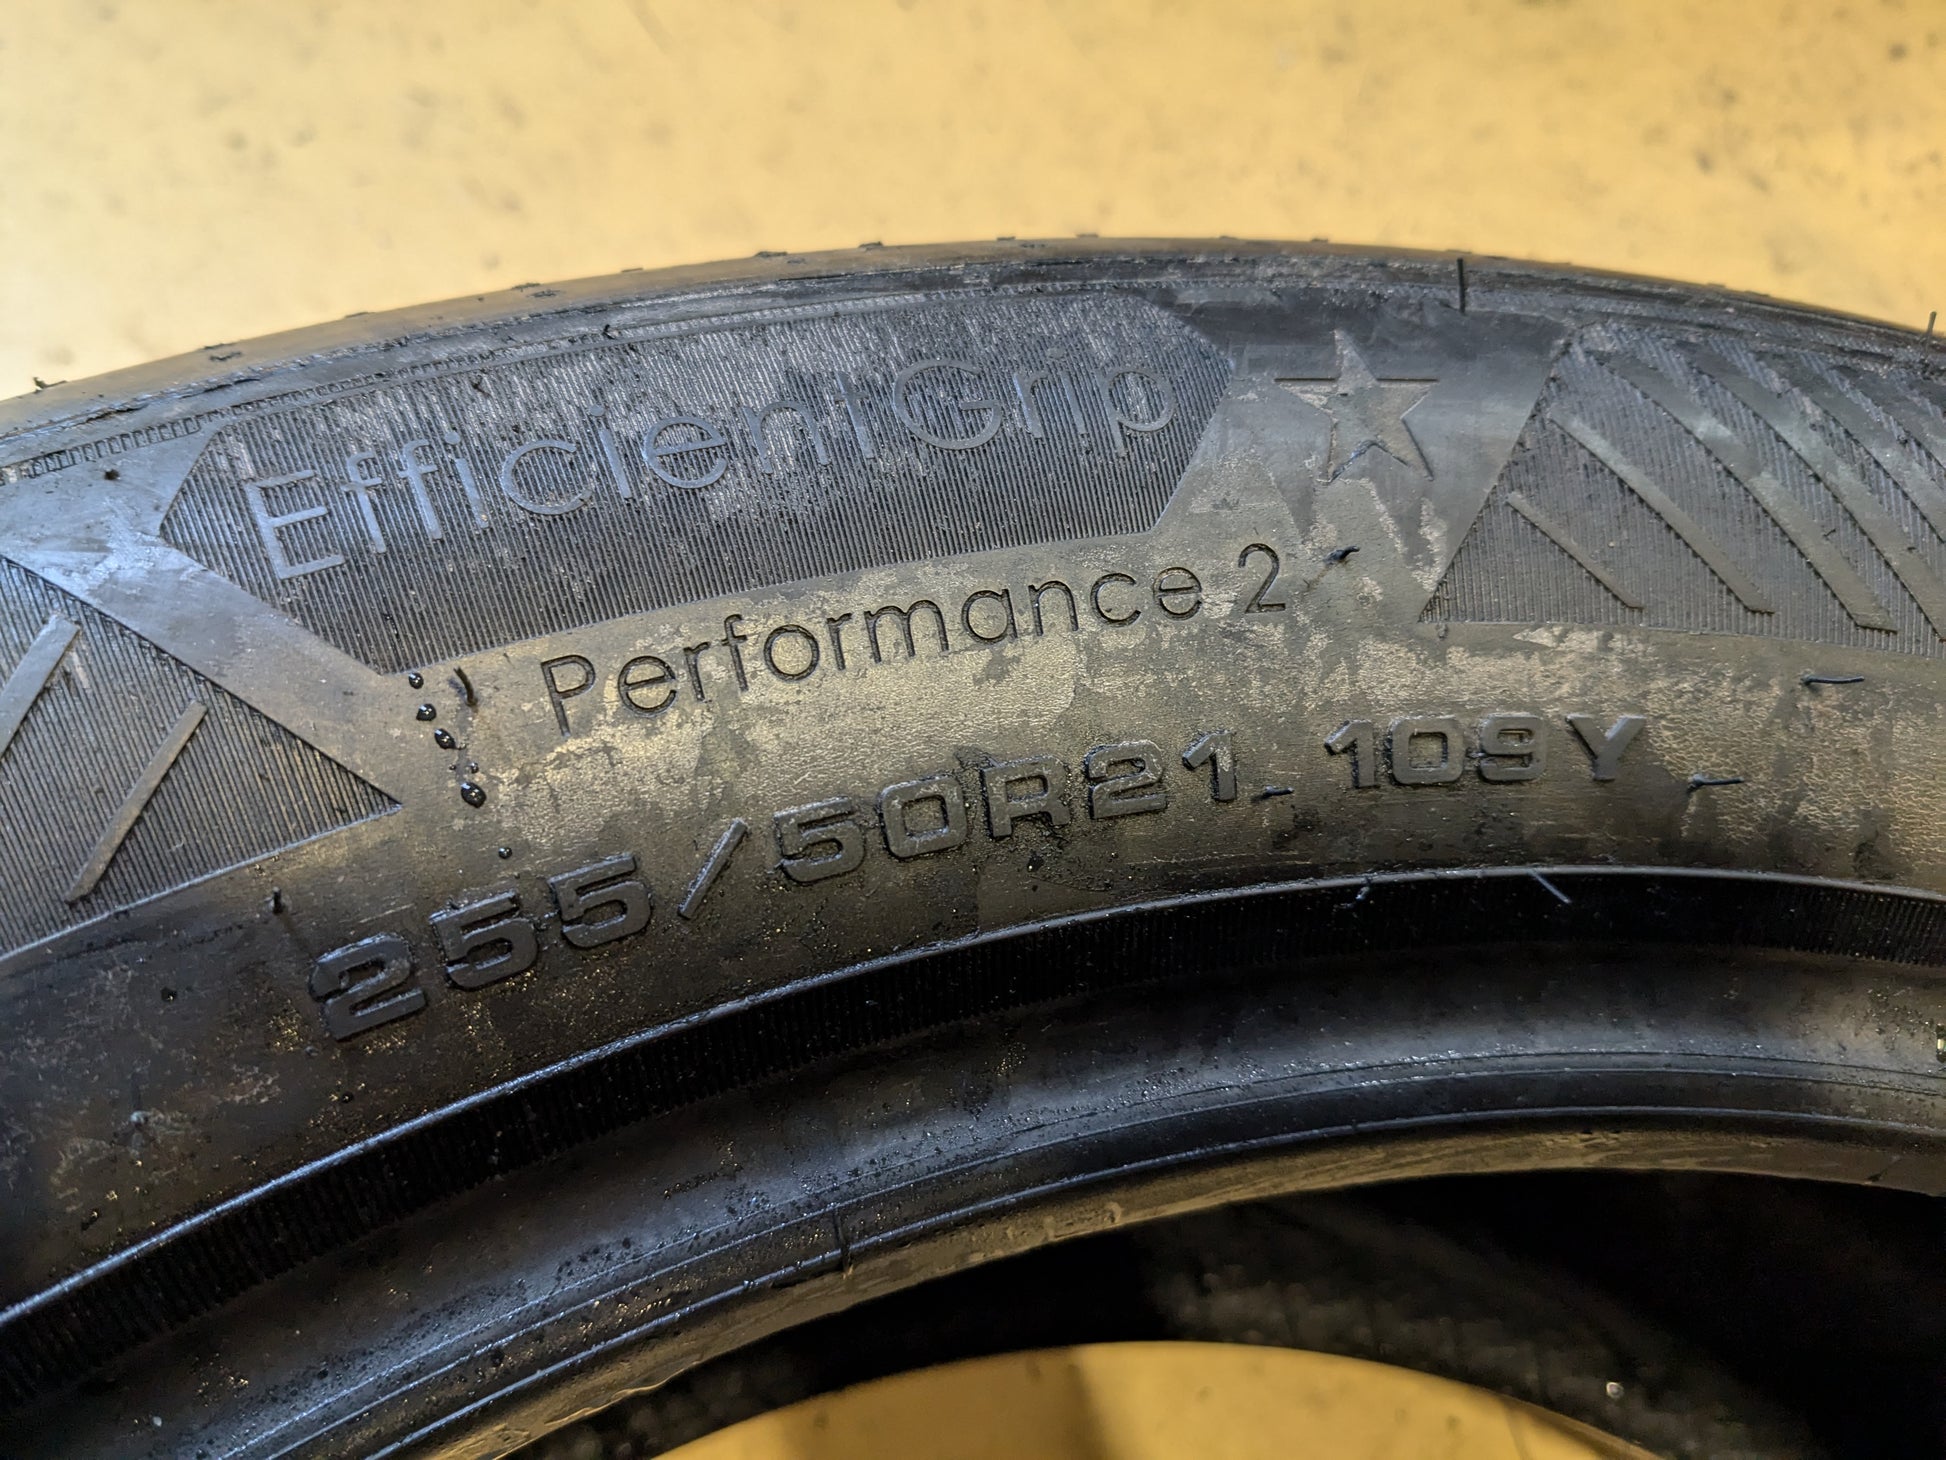 EfficientGrip
Performance 2
255/50R21 109Y